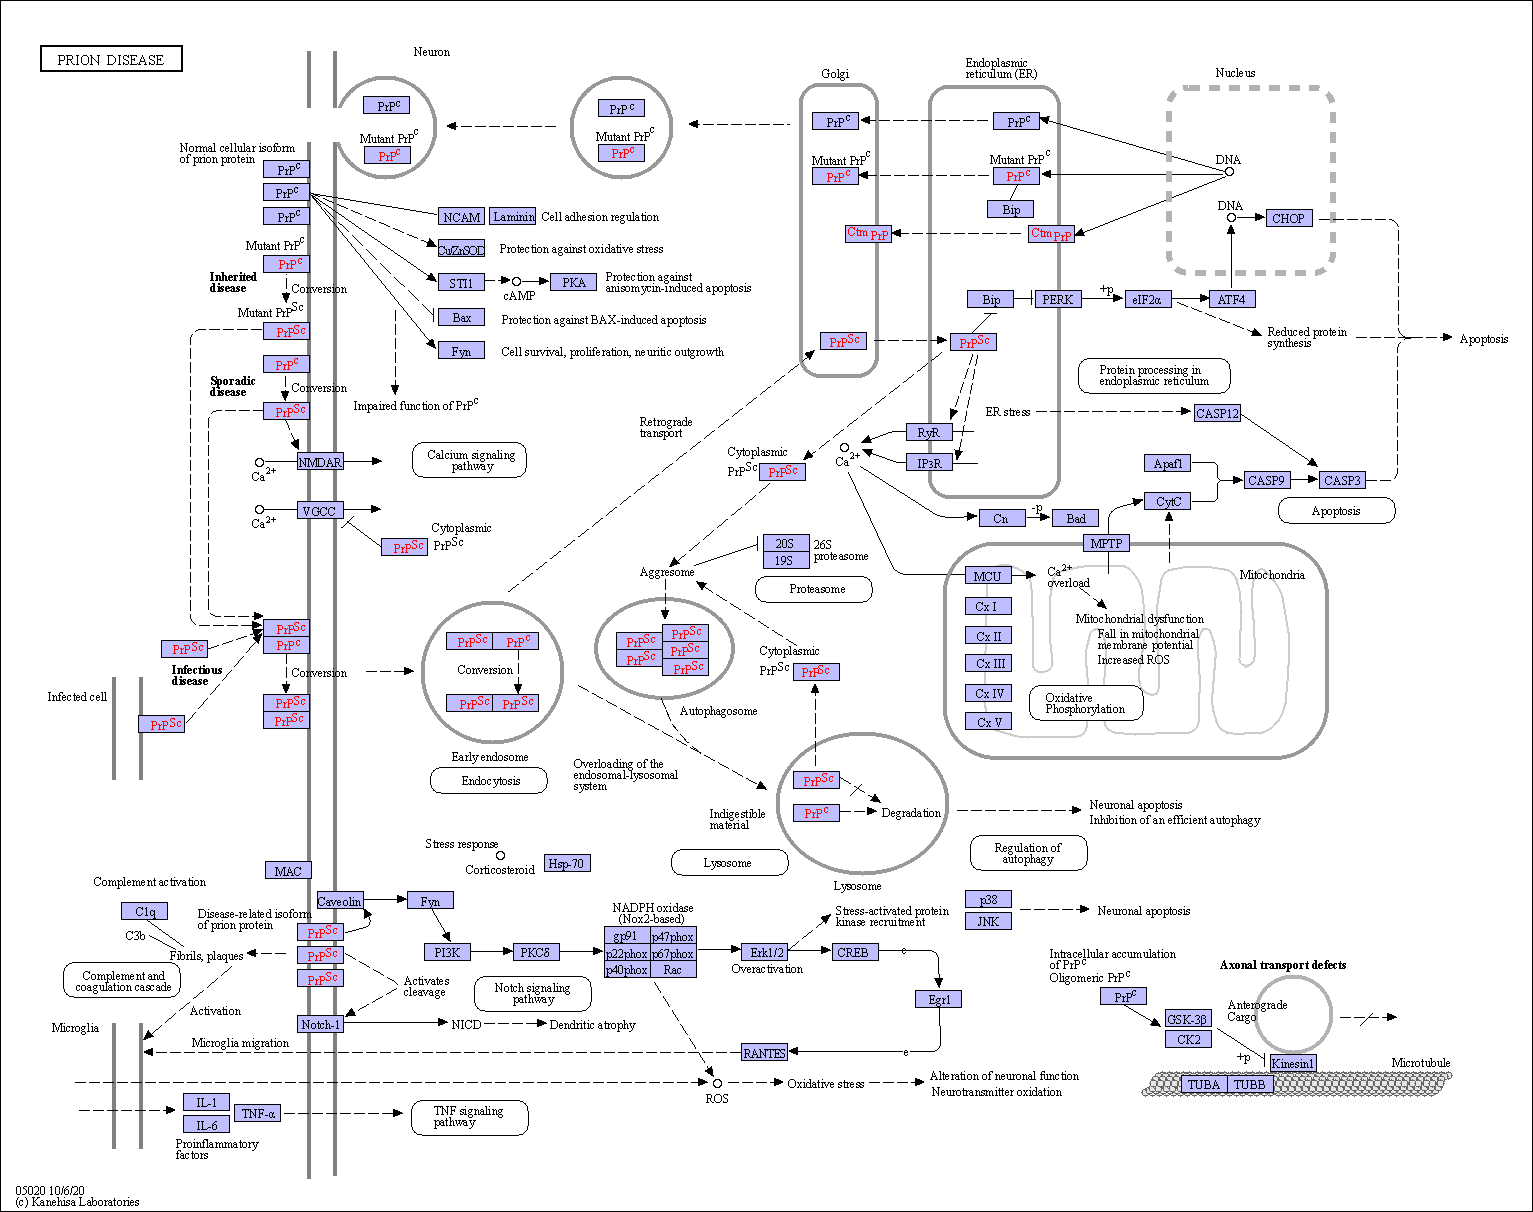 PRION DISEASE
Neuron
Golgi
Endoplasmic
reticulum (ER)
Nucleus
PrPC
Mutant PrPC
PrPC
PrPC
Mutant PrPC
PrPC
PrPC
Mutant PrPC
PrPC
PrPC
Mutant PrPC
PrPC
Bip
CtmPrP
CtmPrP
DNA
DNA
CHOP
Normal cellular isoform
of prion protein
PrPC
PrPC
PrPC
NCAM
Laminin
Cell adhesion regulation
Cu/ZnSOD
Protection against oxidative stress
STI1
cAMP
PKA
Protection against
anisomycin-induced apoptosis
Bax
Protection against BAX-induced apoptosis
Fyn
Cell survival, proliferation, neuritic outgrowth
Impaired function of PrPC
Mutant PrPC
PrPC
Inherited
disease
Conversion
Mutant PrPSc
PrPSc
PrPC
Sporadic
disease
Conversion
PrPSc
NMDAR
Ca2+
Calcium signaling
pathway
VGCC
Ca2+
Cytoplasmic
PrPSc
PrPSc
Bip
PERK
+p
eIF2α
ATF4
Reduced protein
synthesis
Apoptosis
PrPSc
PrPSc
Protein processing in
endoplasmic reticulum
Retrograde
transport
ER stress
CASP12
RyR
IP3R
Ca2+
Cytoplasmic
PrPSc
PrPSc
Apaf1
CytC
CASP9
CASP3
Apoptosis
Cn
-p
Bad
MPTP
20S
19S
26S
proteasome
Proteasome
Aggresome
MCU
Ca2+
overload
Mitochondria
Cx I
Cx II
Cx III
Cx IV
Cx V
Mitochondrial dysfunction
Fall in mitochondrial
membrane potential
Increased ROS
Oxidative
Phosphorylation
PrPSc
PrPSc
PrPC
Infectious
disease
Conversion
PrPSc
PrPSc
Infected cell
PrPSc
PrPSc
PrPC
Conversion
PrPSc
PrPSc
Early endosome
Endocytosis
PrPSc
PrPSc
PrPSc
PrPSc
PrPSc
Autophagosome
Cytoplasmic
PrPSc
PrPSc
Overloading of the
endosomal-lysosomal
system
Indigestible
material
Lysosome
PrPSc
PrPC
Degradation
Lysosome
Neuronal apoptosis
Inhibition of an efficient autophagy
Regulation of
autophagy
Stress response
Corticosteroid
Hsp-70
MAC
Complement activation
C1q
C3b
Disease-related isoform
of prion protein
Fibrils, plaques
Complement and
coagulation cascade
Caveolin
PrPSc
PrPSc
PrPSc
Activates
cleavage
Notch-1
NICD
Dendritic atrophy
Notch signaling
pathway
Fyn
PI3K
PKCδ
NADPH oxidase
(Nox2-based)
gp91
p47phox
p22phox
p67phox
p40phox
Rac
Erk1/2
Overactivation
Stress-activated protein
kinase recruitment
CREB
e
Egr1
e
RANTES
p38
JNK
Neuronal apoptosis
Intracellular accumulation
of PrPC
Oligomeric PrPC
PrPC
Axonal transport defects
Anterograde
Cargo
GSK-3β
CK2
+p
Kinesin1
TUBA
TUBB
Microtubule
Activation
Microglia
Microglia migration
ROS
Oxidative stress
Alteration of neuronal function
Neurotransmitter oxidation
IL-1
IL-6
TNF-α
Proinflammatory
factors
TNF signaling
pathway
05020 10/6/20
(c) Kanehisa Laboratories